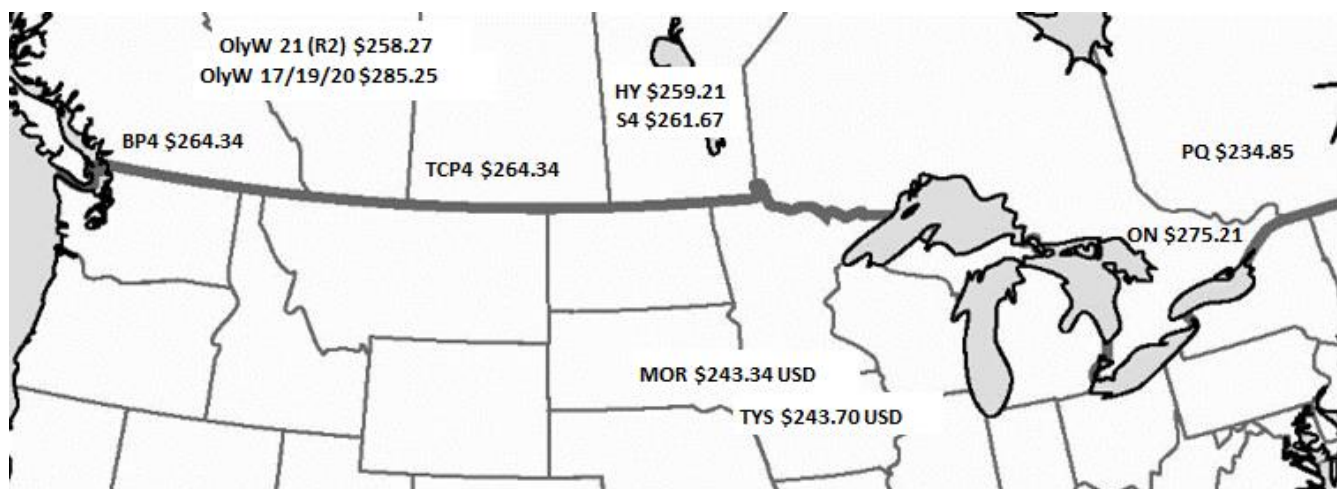 OlyW 21 (R2) $258.27
OlyW 17/19/20 $285.25
HY $259.21
S4 $261.67
BP4 $264.34
TCP4 $264.34
PQ $234.85
ON $275.21
MOR $243.34 USD
TYS $243.70 USD